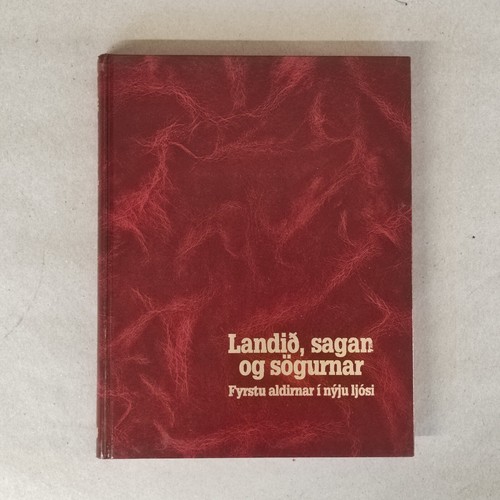 Landið, sagan
og sögurnar
Fyrstu aldirnar í nýju ljósi